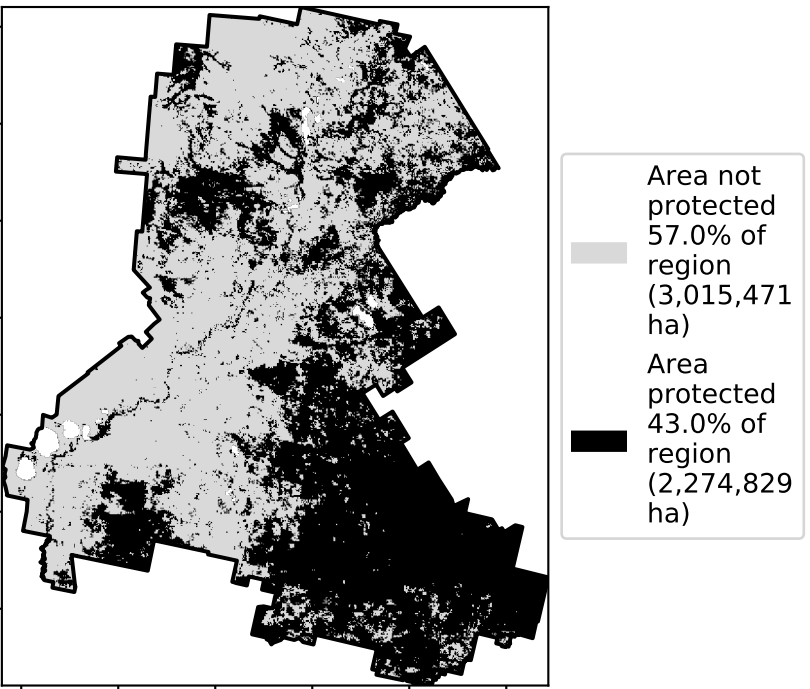 Area not
protected
57.0% of
region
(3,015,471
ha)
Area
protected
43.0% of
region
(2,274,829
ha)